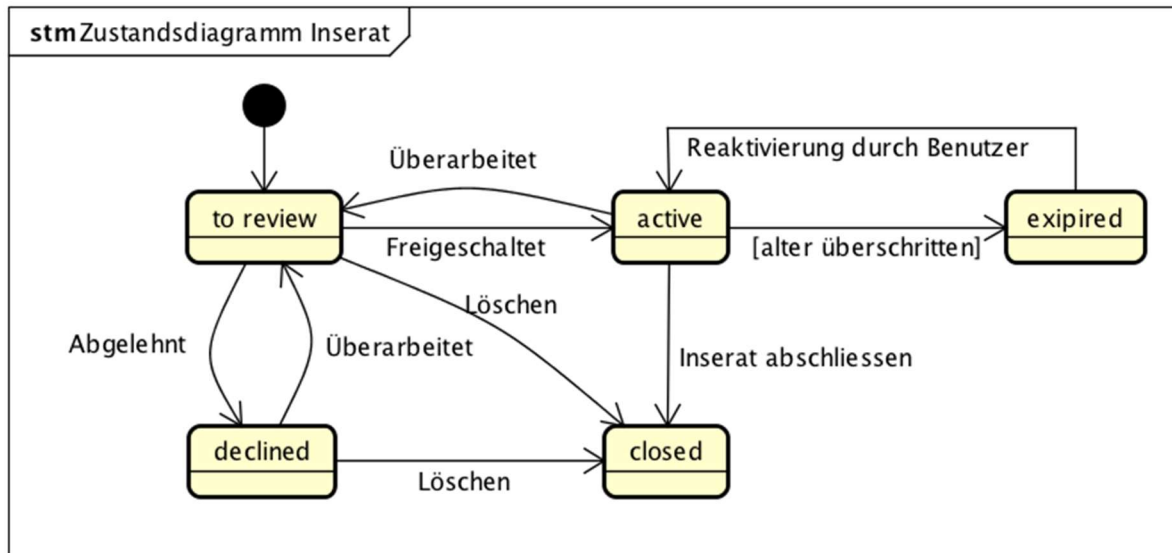 stm Zustandsdiagramm Inserat
Reaktivierung durch Benutzer
Überarbeitet
to review
active
exipired
Freigeschaltet
[alter überschritten]
Löschen
Abgelehnt
Überarbeitet
Inserat abschliessen
declined
closed
Löschen